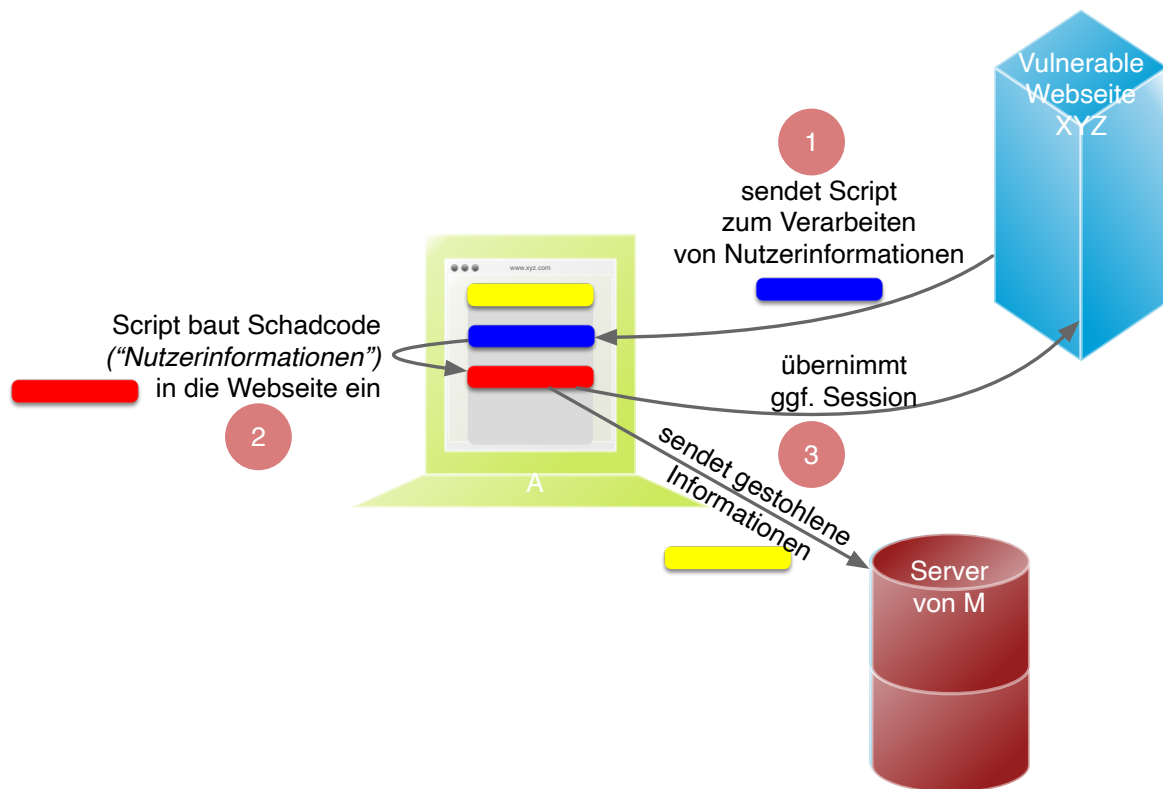 Vulnerable
Webseite
XYZ
1
sendet Script
zum Verarbeiten
von Nutzerinformationen
www.xyz.com
Script baut Schadcode
(“Nutzerinformationen”)
in die Webseite ein
2
übernimmt
ggf. Session
3
sendet gestohlene
Informationen
A
Server
von M